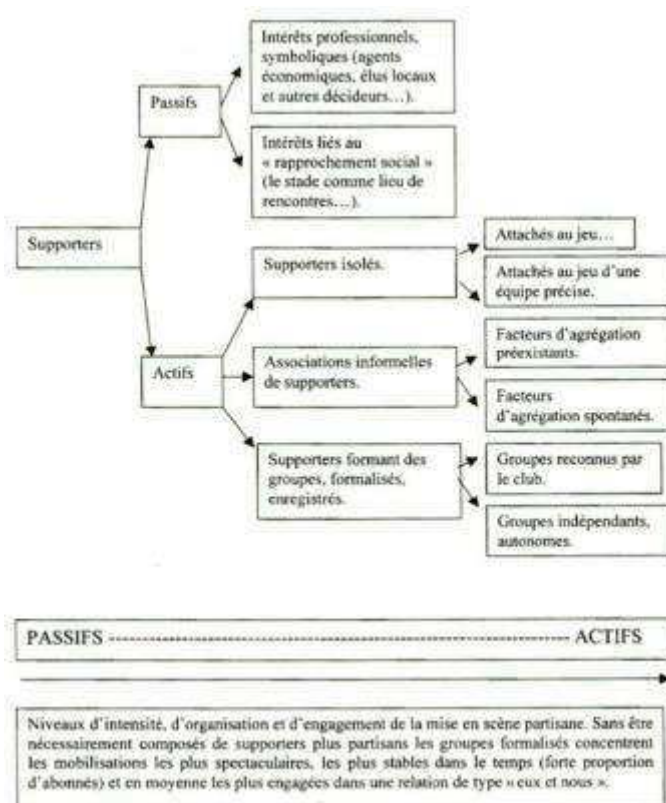 Intérêts professionnels,
symboliques (agents
économiques, élus locaux
et autres décideurs…).
Passifs
Intérêts liés au
« rapprochement social »
(le stade comme lieu de
rencontres…).
Supporters
Attachés au jeu…
Supporters isolés.
Attachés au jeu d’une
équipe précise.
Actifs
Associations informelles
de supporters.
Facteurs d’agrégation
préexistants.
Facteurs
d’agrégation spontanés.
Supporters formant des
groupes, formalisés,
enregistrés.
Groupes reconnus par
le club.
Groupes indépendants,
autonomes.
PASSIFS ------------------------------------------------------------ ACTIFS
Niveaux d’intensité, d’organisation et d’engagement de la mise en scène partisane. Sans être
nécessairement composés de supporters plus partisans les groupes formalisés concentrent
les mobilisations les plus spectaculaires, les plus stables dans le temps (forte proportion
d’abonnés) et en moyenne les plus engagées dans une relation de type « eux et nous ».